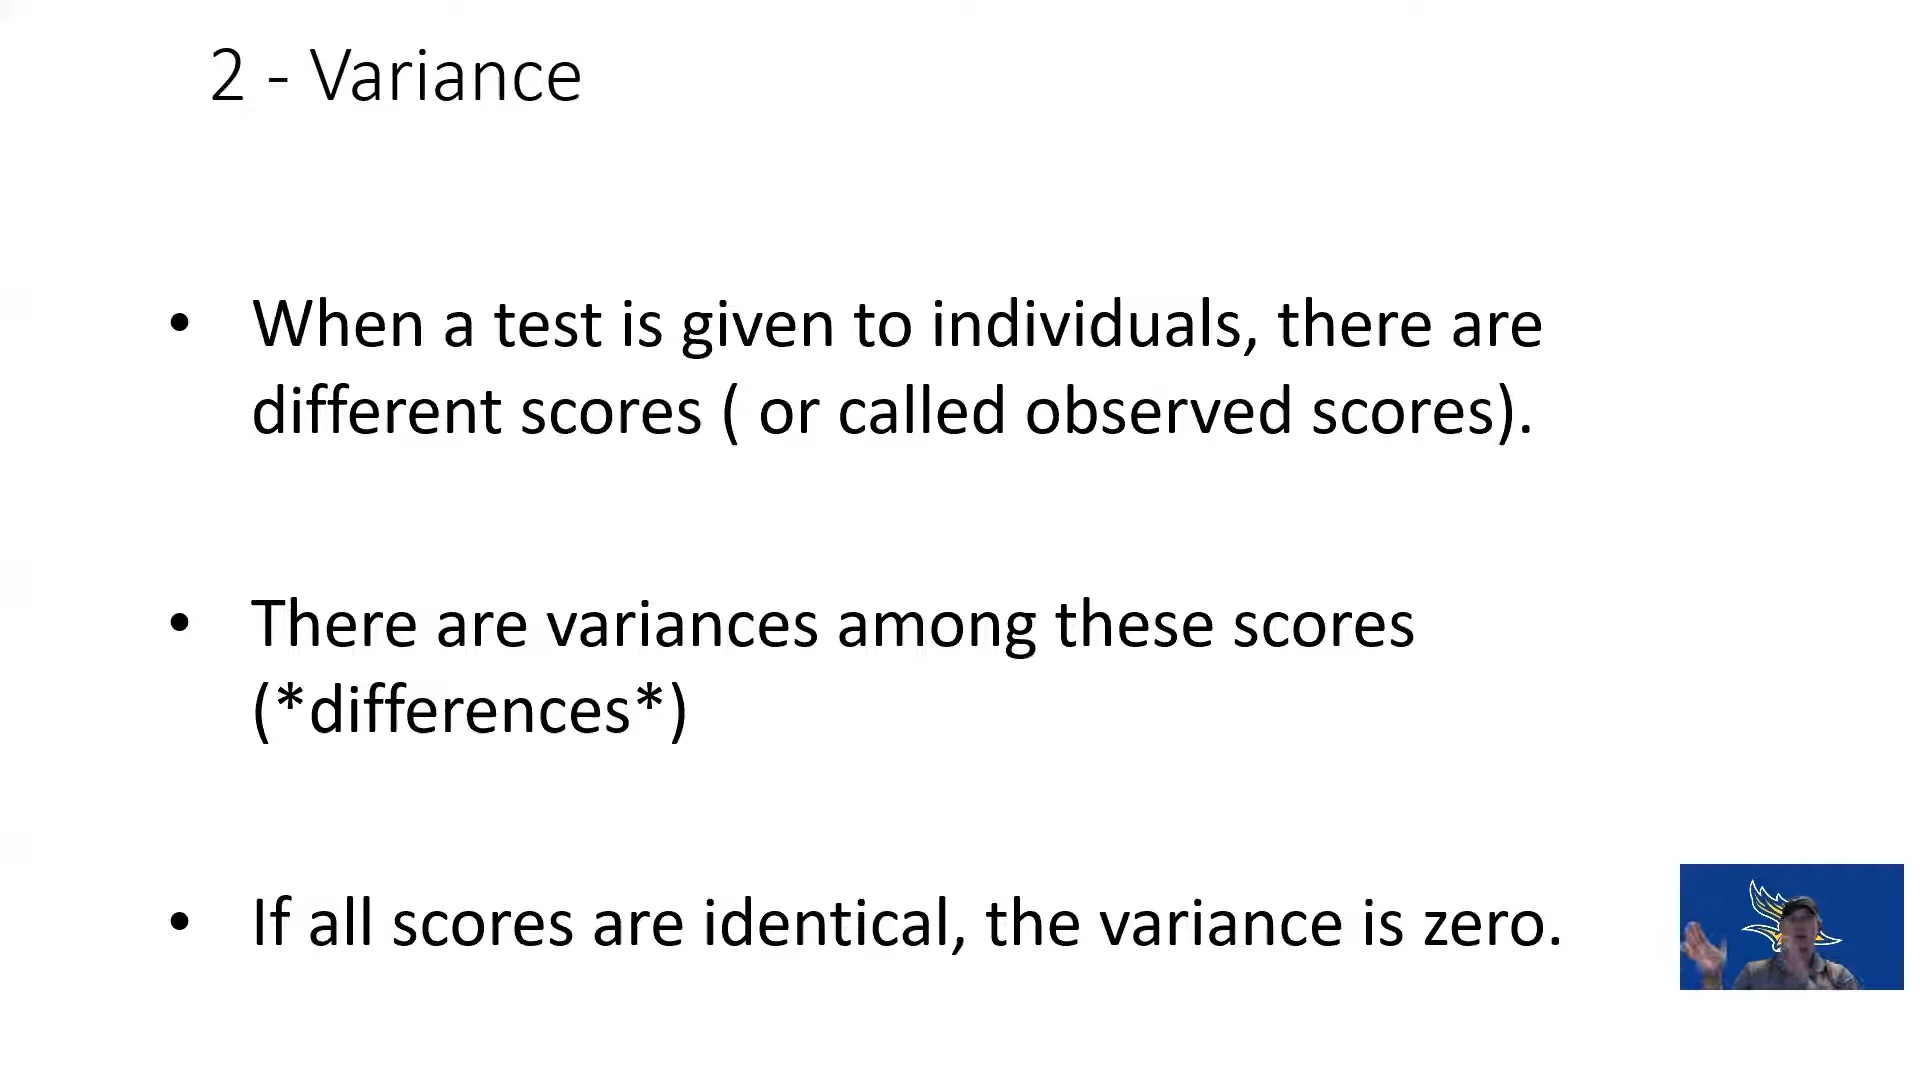 2 - Variance
• When a test is given to individuals, there are
different scores ( or called observed scores).
• There are variances among these scores
(*differences*)
• If all scores are identical, the variance is zero.